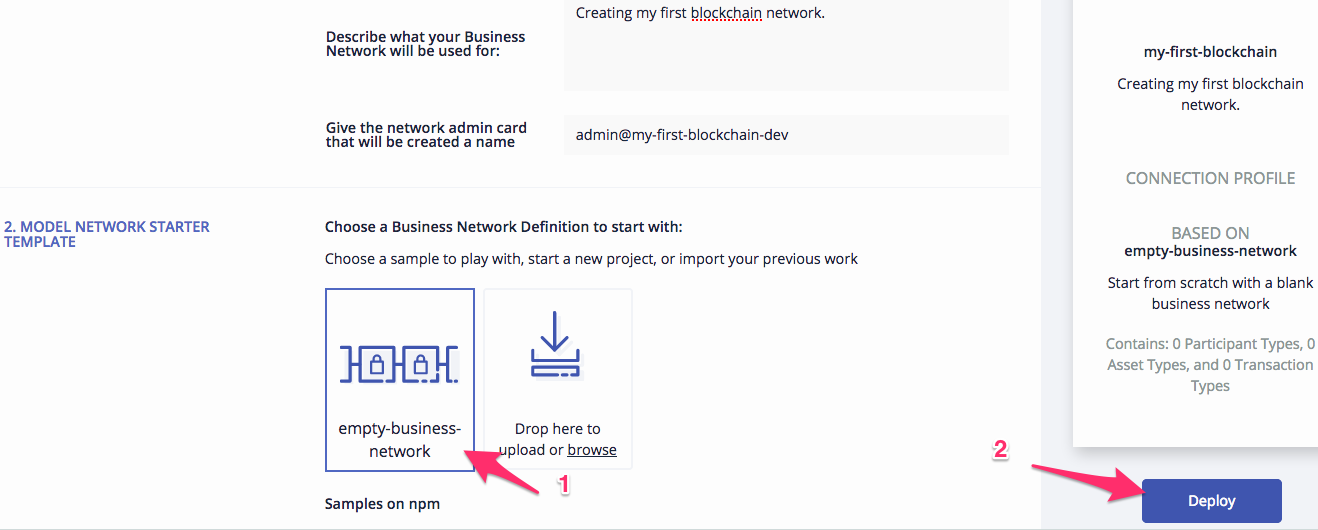 Creating my first blockchain network.
Describe what your Business
Network will be used for:
Give the network admin card
that will be created a name
admin@my-first-blockchain-dev
2. MODEL NETWORK STARTER
TEMPLATE
Choose a Business Network Definition to start with:
Choose a sample to play with, start a new project, or import your previous work
empty-business-
network
Drop here to
upload or browse
1
Samples on npm
my-first-blockchain
Creating my first blockchain
network.
CONNECTION PROFILE
BASED ON
empty-business-network
Start from scratch with a blank
business network
Contains: 0 Participant Types, 0
Asset Types, and 0 Transaction
Types
2
Deploy